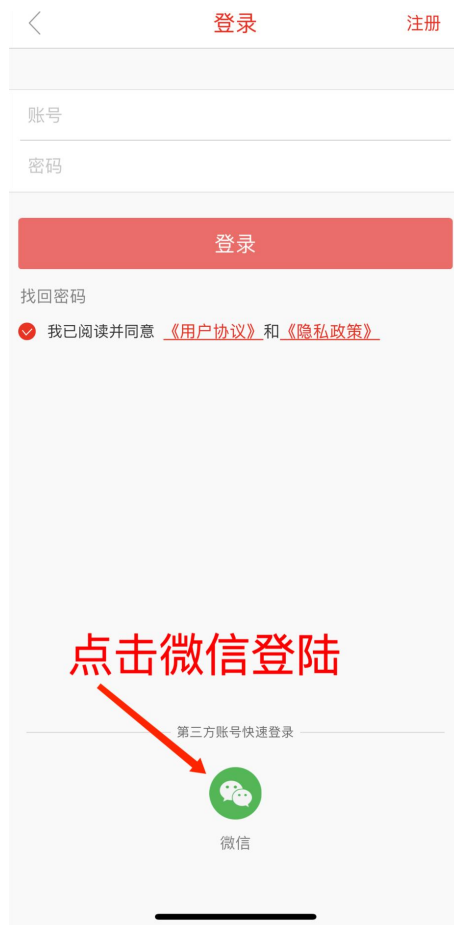 登录 注册
账号
密码
登录
找回密码
我已阅读并同意 《用户协议》和《隐私政策》
点击微信登陆
第三方账号快速登录
微信